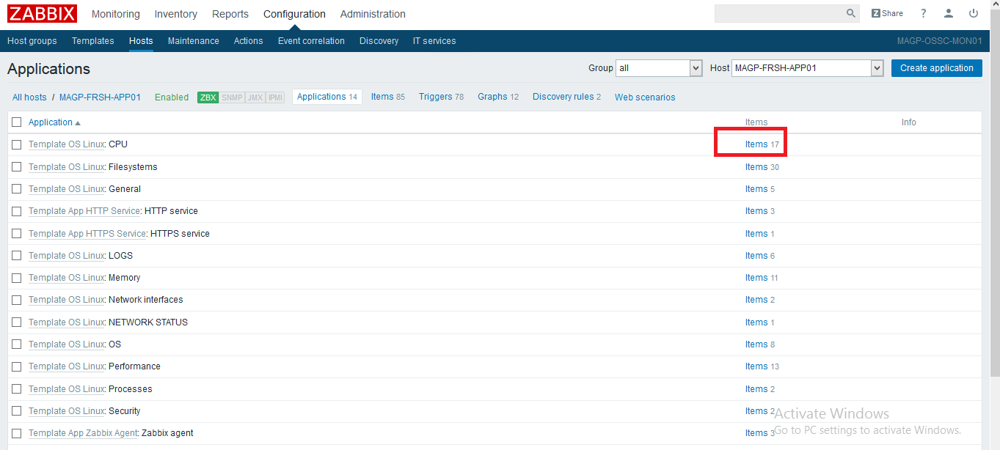 ZABBIX Monitoring Inventory Reports Configuration Administration Z Share ?
Host groups Templates Hosts Maintenance Actions Event correlation Discovery IT services MAGP-OSSC-MON01
Applications Group all Host MAGP-FRSH-APP01 Create application
All hosts / MAGP-FRSH-APP01 Enabled ZBX SNMP JMX IPMI Applications 14 Items 85 Triggers 78 Graphs 12 Discovery rules 2 Web scenarios
Application Items Info
Template OS Linux: CPU Items 17
Template OS Linux: Filesystems Items 30
Template OS Linux: General Items 5
Template App HTTP Service: HTTP service Items 3
Template App HTTPS Service: HTTPS service Items 1
Template OS Linux: LOGS Items 6
Template OS Linux: Memory Items 11
Template OS Linux: Network interfaces Items 2
Template OS Linux: NETWORK STATUS Items 1
Template OS Linux: OS Items 8
Template OS Linux: Performance Items 13
Template OS Linux: Processes Items 2
Template OS Linux: Security Items 2
Activate Windows
Template App Zabbix Agent: Zabbix agent Items 3
Go to PC settings to activate Windows.